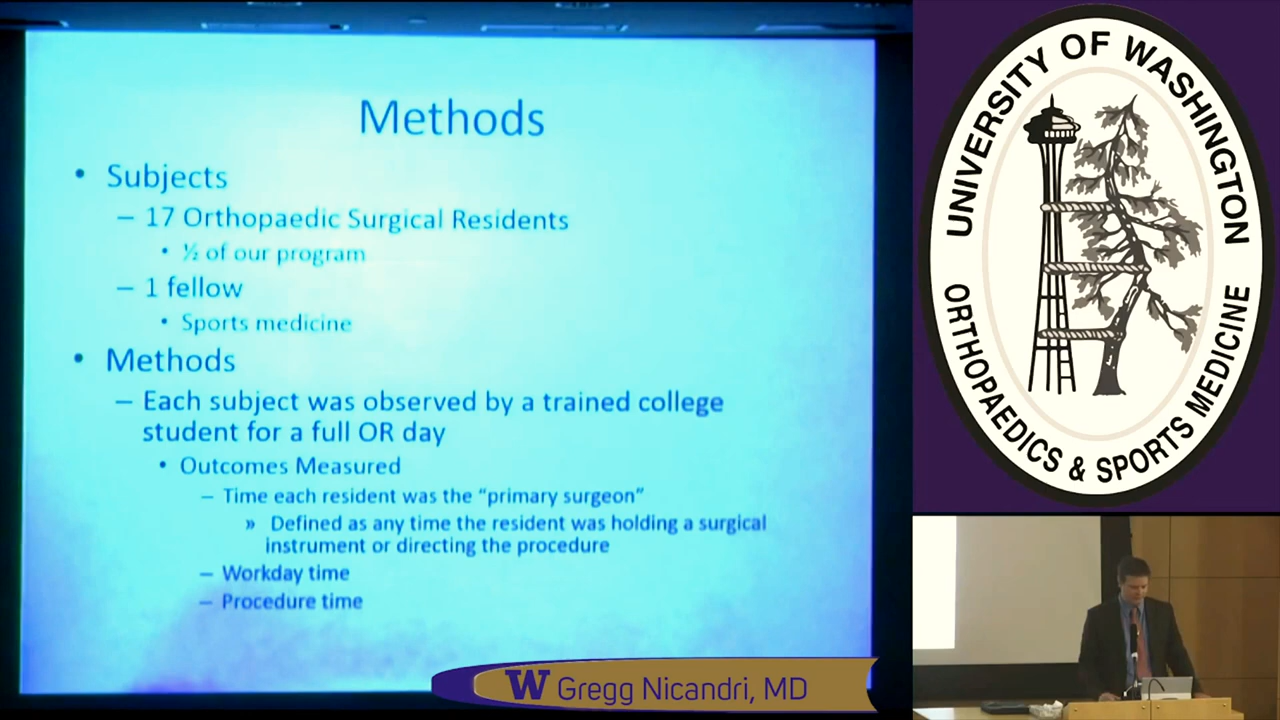 Methods
• Subjects
– 17 Orthopaedic Surgical Residents
• ½ of our program
– 1 fellow
• Sports medicine
• Methods
– Each subject was observed by a trained college
student for a full OR day
• Outcomes Measured
– Time each resident was the “primary surgeon”
» Defined as any time the resident was holding a surgical
instrument or directing the procedure
– Workday time
– Procedure time
W Gregg Nicandri, MD
UNIVERSITY OF WASHINGTON
ORTHOPAEDICS & SPORTS MEDICINE